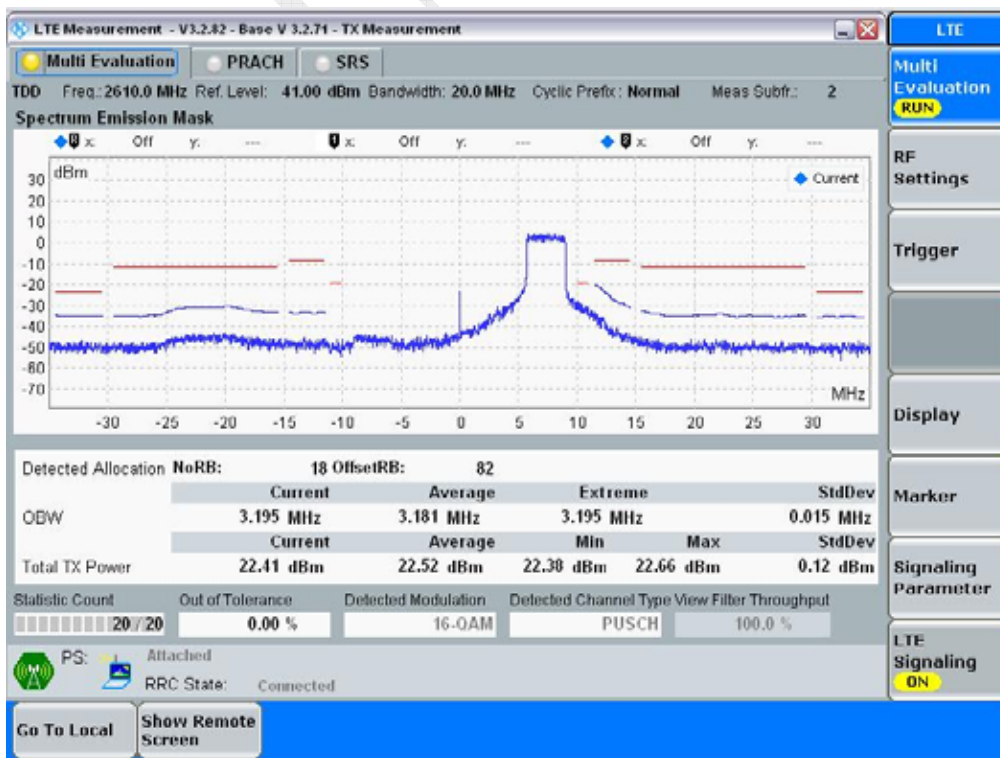 LTE Measurement - V3.2.82 - Base V 3.2.71 - TX Measurement
LTE
Multi Evaluation PRACH SRS
Multi Evaluation RUN
TDD Freq.: 2610.0 MHz Ref. Level: 41.00 dBm Bandwidth: 20.0 MHz Cyclic Prefix: Normal Meas Subfr.: 2
Spectrum Emission Mask
x: Off y: --- 1 x: Off y: --- 2 x: Off y: ---
dBm
Current
30
20
10
0
-10
-20
-30
-40
-50
-60
-70
MHz
-30 -25 -20 -15 -10 -5 0 5 10 15 20 25 30
RF Settings
Trigger
Display
Detected Allocation NoRB: 18 OffsetRB: 82
Current Average Extreme StdDev
OBW 3.195 MHz 3.181 MHz 3.195 MHz 0.015 MHz
Current Average Min Max StdDev
Total TX Power 22.41 dBm 22.52 dBm 22.38 dBm 22.66 dBm 0.12 dBm
Marker
Signaling Parameter
Statistic Count Out of Tolerance Detected Modulation Detected Channel Type View Filter Throughput
20 / 20 0.00 % 16-QAM PUSCH 100.0 %
PS: Attached
RRC State: Connected
LTE Signaling ON
Go To Local
Show Remote Screen